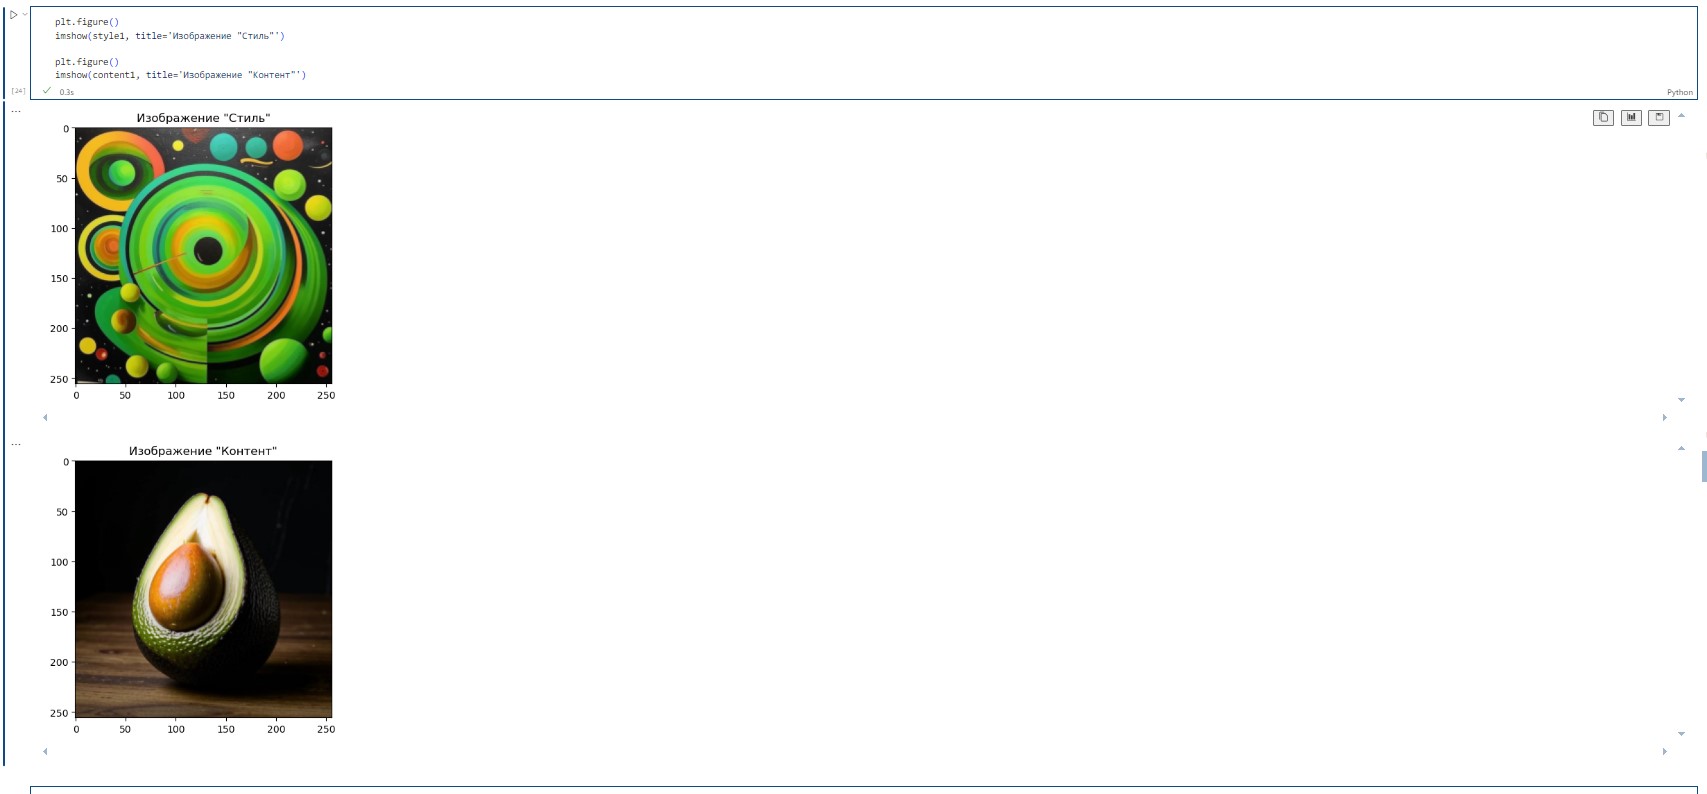 plt.figure()
imshow(style1, title='Изображение "Стиль"')
plt.figure()
imshow(content1, title='Изображение "Контент"')
[24]
0.3s
Python
...
Изображение "Стиль"
0
50
100
150
200
250
0 50 100 150 200 250
...
Изображение "Контент"
0
50
100
150
200
250
0 50 100 150 200 250